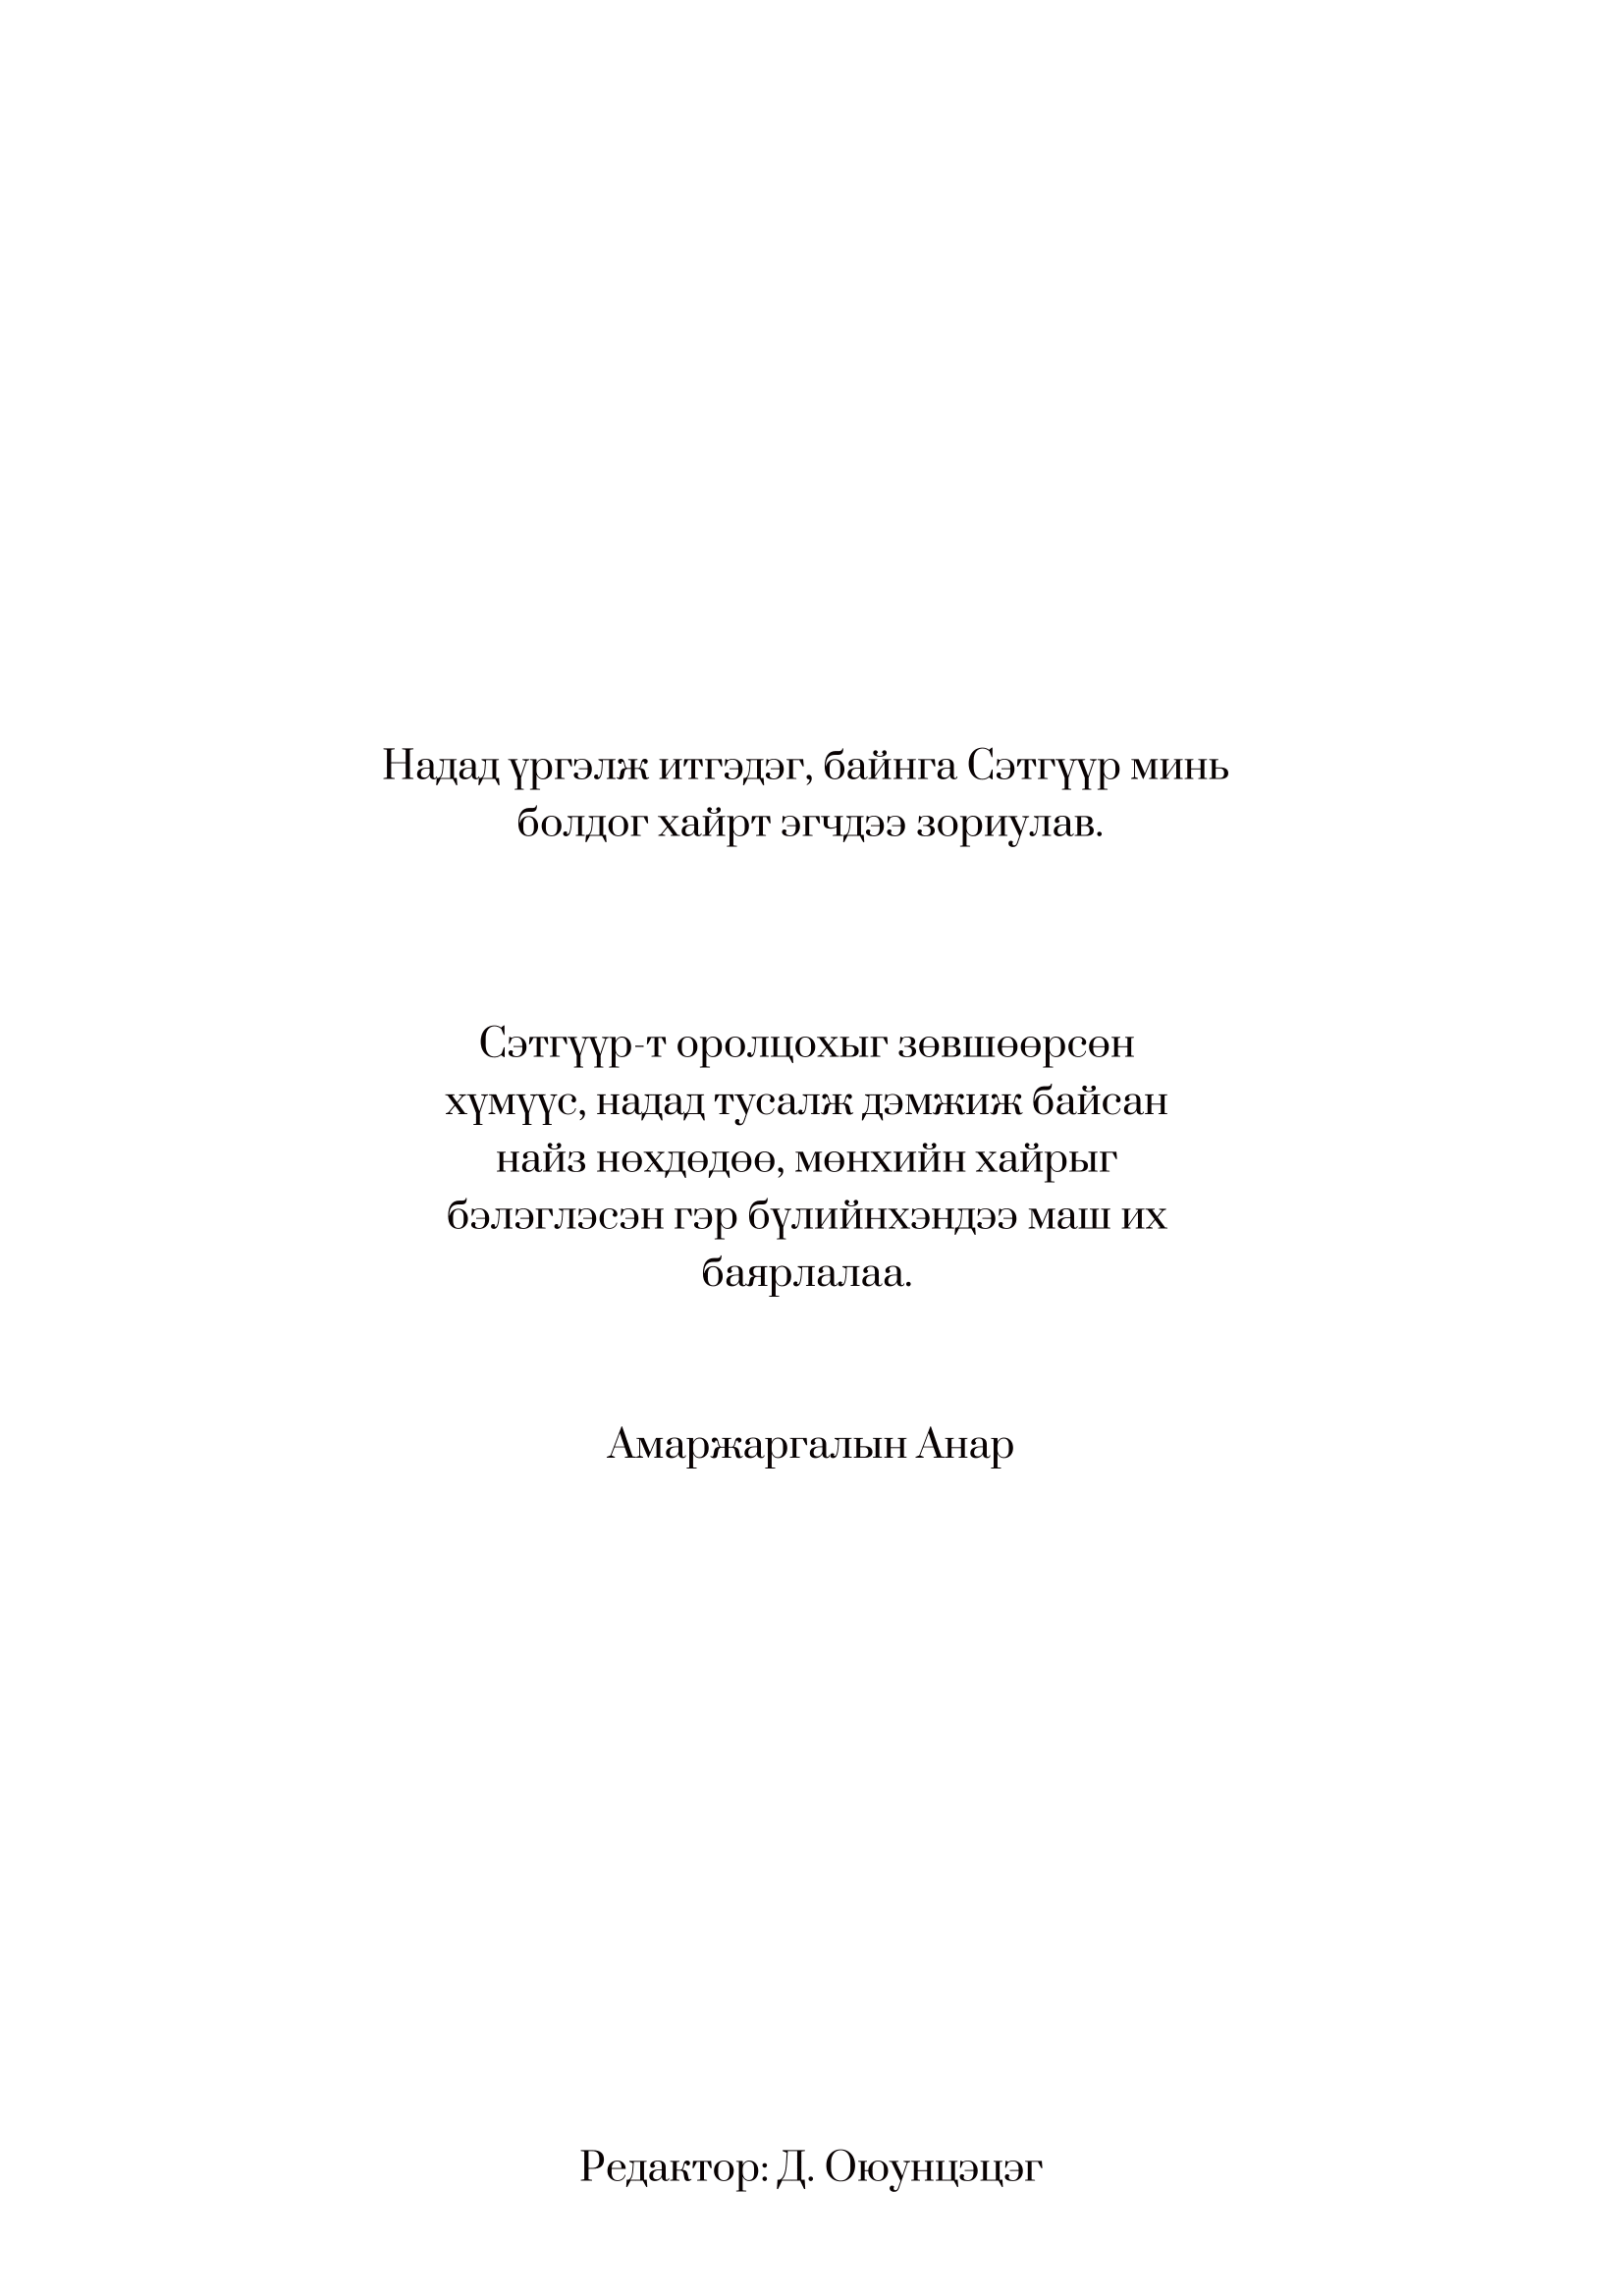 Надад үргэлж итгэдэг, байнга Сэтгүүр минь
болдог хайрт эгчдээ зориулав.
Сэтгүүр-т оролцохыг зөвшөөрсөн
хүмүүс, надад тусалж дэмжиж байсан
найз нөхдөдөө, мөнхийн хайрыг
бэлэглэсэн гэр бүлийнхэндээ маш их
баярлалаа.
Амаржаргалын Анар
Редактор: Д. Оюунцэцэг